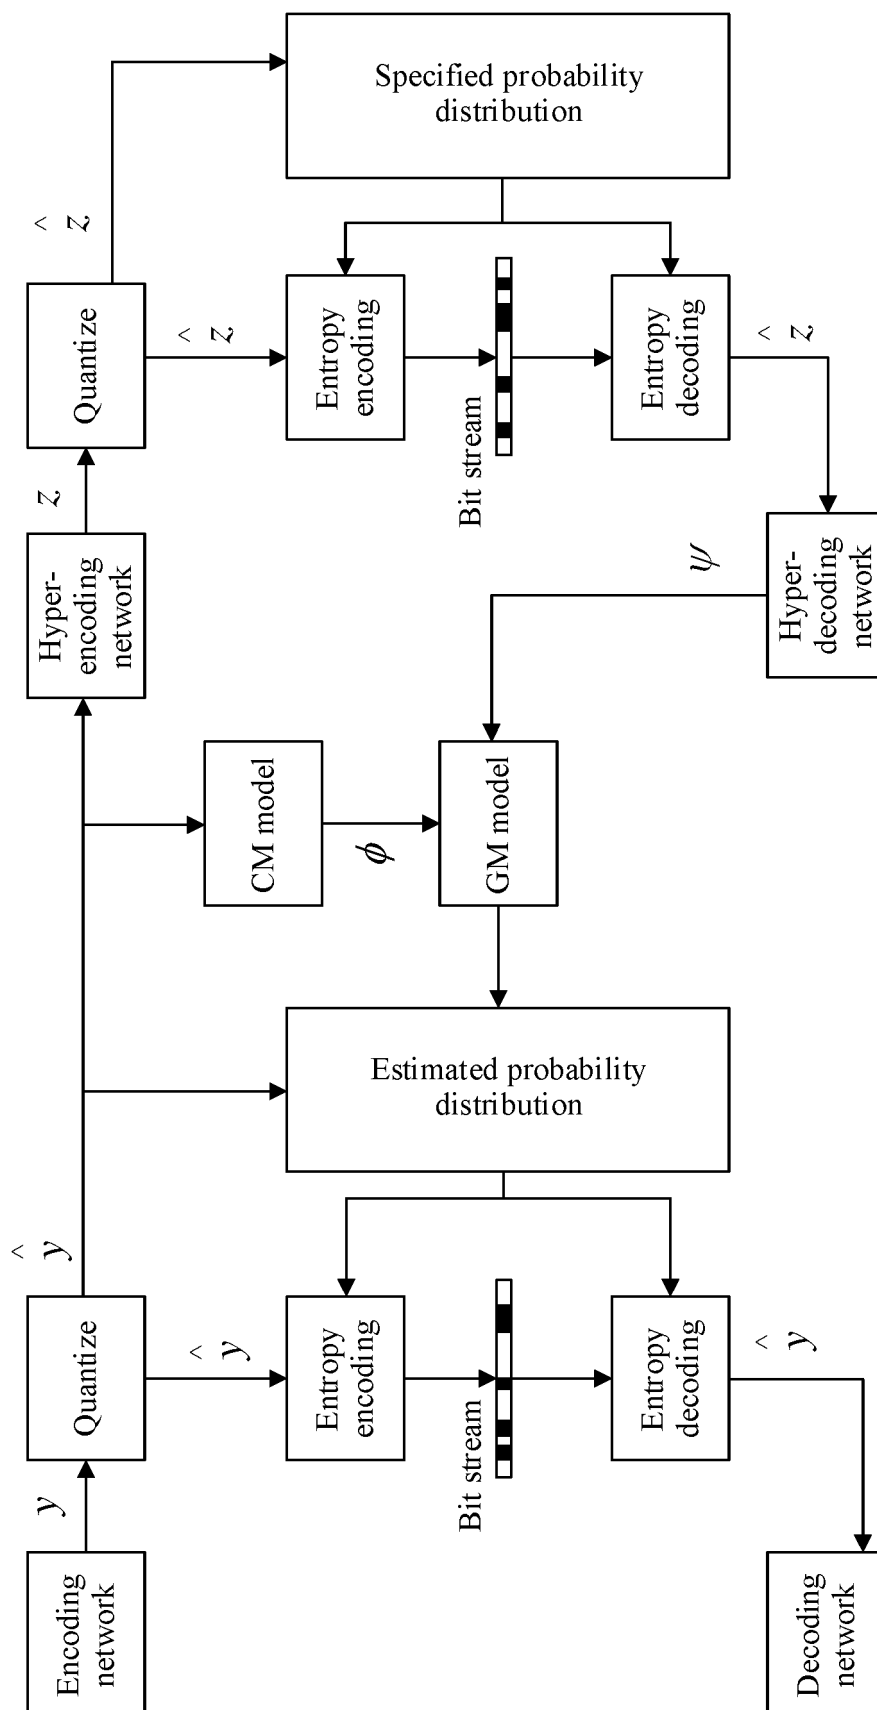 Encoding
network
y
Quantize
ŷ
ŷ
Entropy
encoding
Bit stream
Entropy
decoding
ŷ
Decoding
network
Estimated probability
distribution
CM model
ϕ
GM model
ψ
Hyper-
encoding
network
z
Quantize
ẑ
ẑ
Entropy
encoding
Bit stream
Entropy
decoding
ẑ
Hyper-
decoding
network
Specified probability
distribution